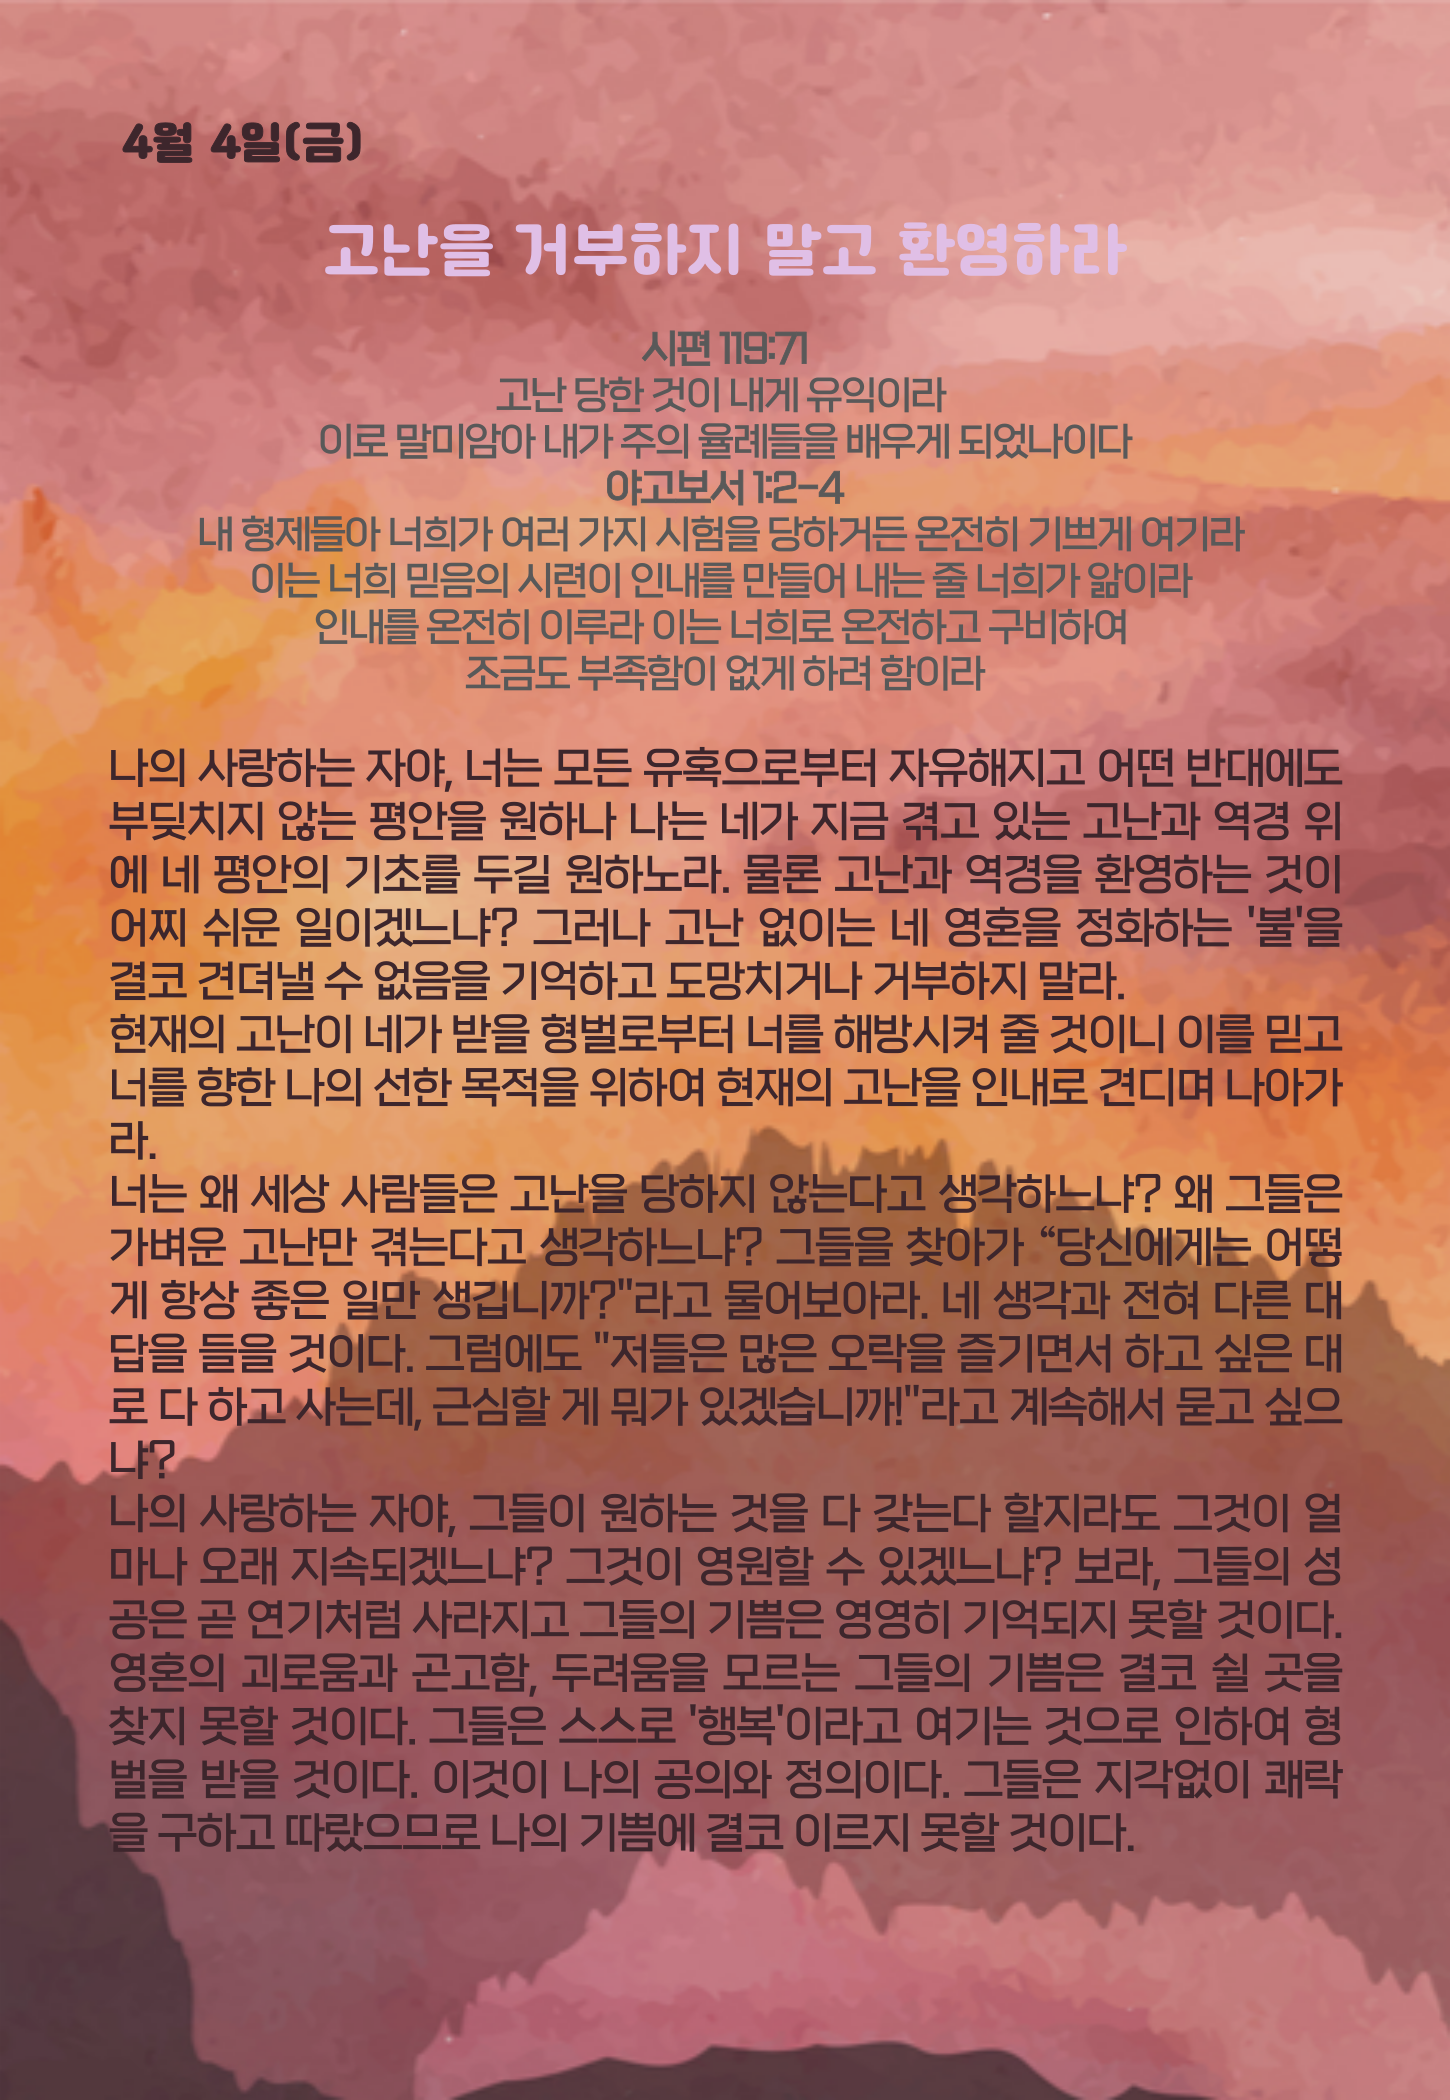 4월 4일(금)
고난을 거부하지 말고 환영하라
시편 119:71
고난 당한 것이 내게 유익이라
이로 말미암아 내가 주의 율례들을 배우게 되었나이다
야고보서 1:2-4
내 형제들아 너희가 여러 가지 시험을 당하거든 온전히 기쁘게 여기라
이는 너희 믿음의 시련이 인내를 만들어 내는 줄 너희가 앎이라
인내를 온전히 이루라 이는 너희로 온전하고 구비하여
조금도 부족함이 없게 하려 함이라
나의 사랑하는 자야, 너는 모든 유혹으로부터 자유해지고 어떤 반대에도
부딪치지 않는 평안을 원하나 나는 네가 지금 겪고 있는 고난과 역경 위
에 네 평안의 기초를 두길 원하노라. 물론 고난과 역경을 환영하는 것이
어찌 쉬운 일이겠느냐? 그러나 고난 없이는 네 영혼을 정화하는 '불'을
결코 견뎌낼 수 없음을 기억하고 도망치거나 거부하지 말라.
현재의 고난이 네가 받을 형벌로부터 너를 해방시켜 줄 것이니 이를 믿고
너를 향한 나의 선한 목적을 위하여 현재의 고난을 인내로 견디며 나아가
라.
너는 왜 세상 사람들은 고난을 당하지 않는다고 생각하느냐? 왜 그들은
가벼운 고난만 겪는다고 생각하느냐? 그들을 찾아가 “당신에게는 어떻
게 항상 좋은 일만 생깁니까?"라고 물어보아라. 네 생각과 전혀 다른 대
답을 들을 것이다. 그럼에도 "저들은 많은 오락을 즐기면서 하고 싶은 대
로 다 하고 사는데, 근심할 게 뭐가 있겠습니까!"라고 계속해서 묻고 싶으
냐?
나의 사랑하는 자야, 그들이 원하는 것을 다 갖는다 할지라도 그것이 얼
마나 오래 지속되겠느냐? 그것이 영원할 수 있겠느냐? 보라, 그들의 성
공은 곧 연기처럼 사라지고 그들의 기쁨은 영영히 기억되지 못할 것이다.
영혼의 괴로움과 곤고함, 두려움을 모르는 그들의 기쁨은 결코 쉴 곳을
찾지 못할 것이다. 그들은 스스로 '행복'이라고 여기는 것으로 인하여 형
벌을 받을 것이다. 이것이 나의 공의와 정의이다. 그들은 지각없이 쾌락
을 구하고 따랐으므로 나의 기쁨에 결코 이르지 못할 것이다.